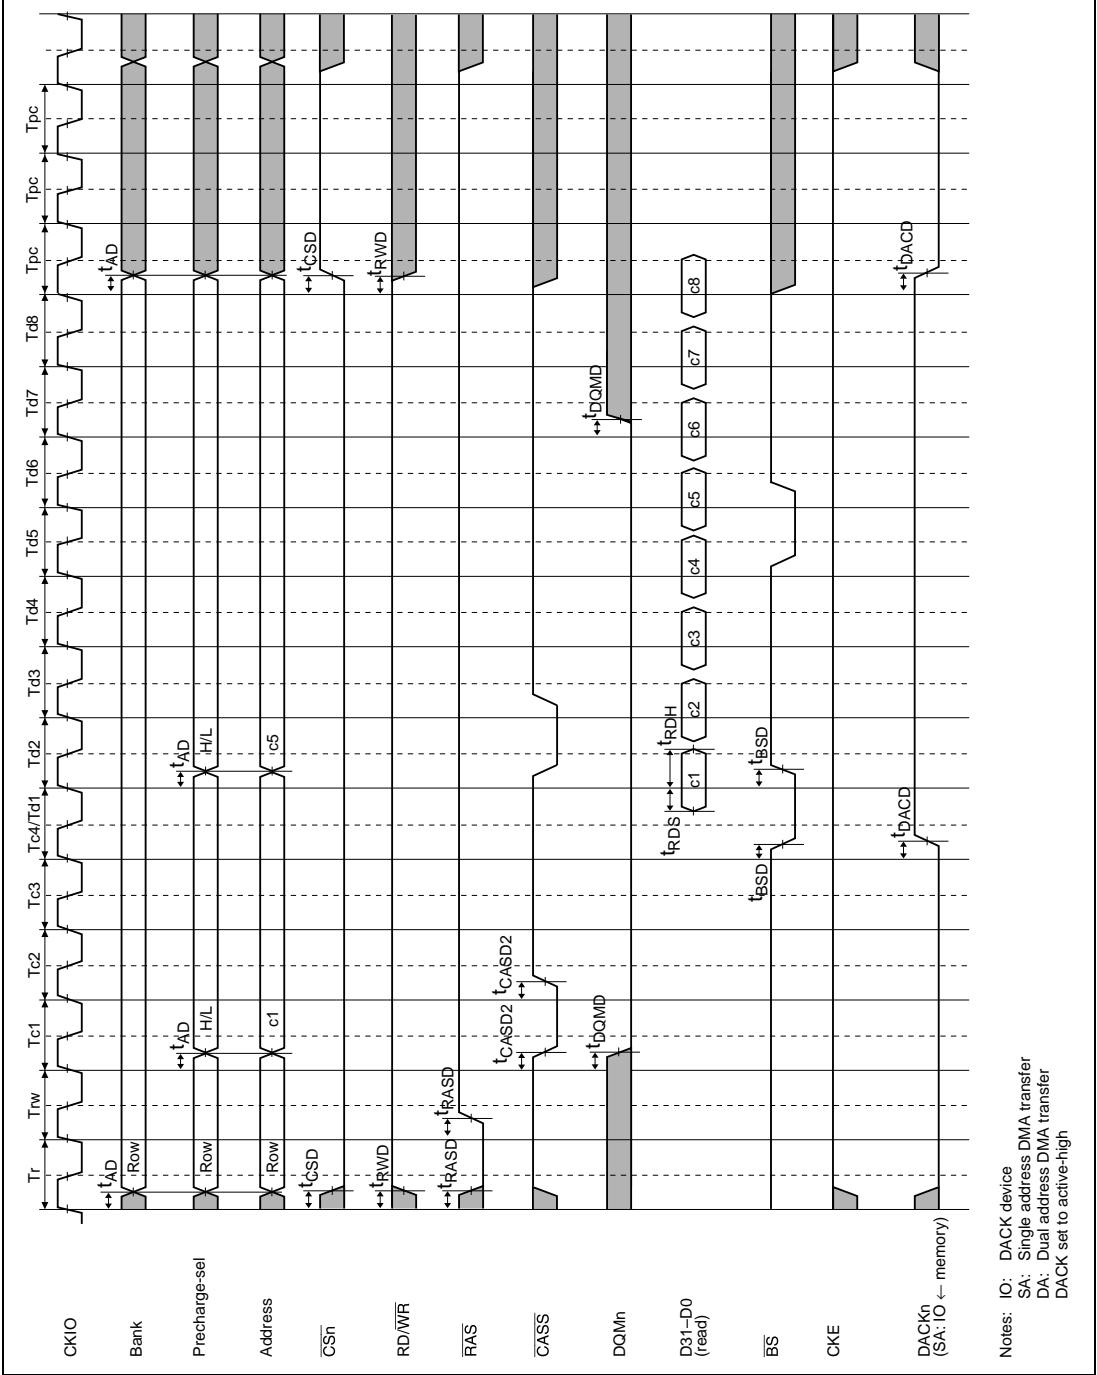 Tr Trw Tc1 Tc2 Tc3 Tc4/Td1 Td2 Td3 Td4 Td5 Td6 Td7 Td8 Tpc Tpc Tpc
CKIO
Bank tAD Row tAD
Precharge-sel Row tAD H/L tAD H/L
Address Row c1 c5
CSn tCSD tCSD
RD/WR tRWD tRWD
RAS tRASD tRASD
CASS tCASD2 tCASD2
DQMn tDQMD tDQMD
D31–D0
(read)
tRDS tRDH
c1 c2 c3 c4 c5 c6 c7 c8
BS tBSD tBSD
CKE
DACKn
(SA: IO ← memory)
tDACD tDACD
Notes: IO: DACK device
SA: Single address DMA transfer
DA: Dual address DMA transfer
DACK set to active-high